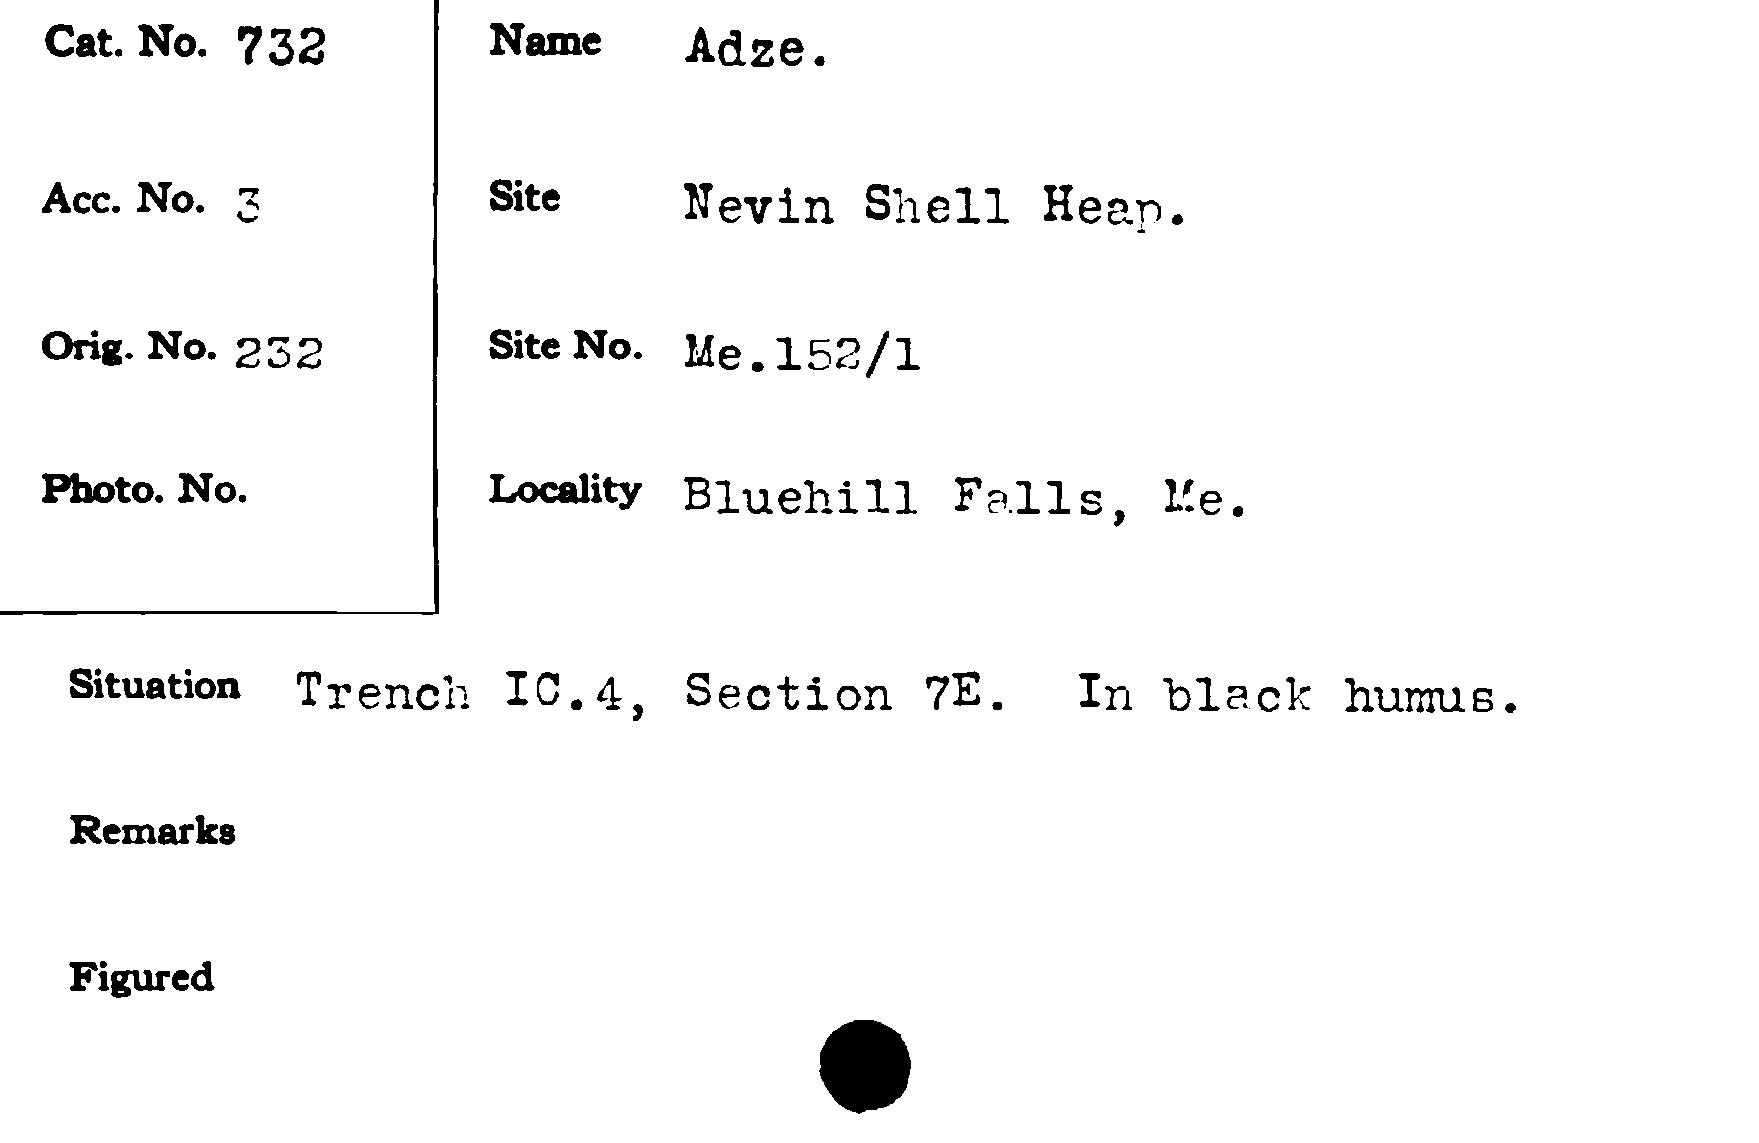 Cat. No. 732
Name Adze.
Acc. No. 3
Site Nevin Shell Heap.
Orig. No. 232
Site No. Me.152/1
Photo. No.
Locality Bluehill Falls, Me.
Situation Trench IC.4, Section 7E. In black humus.
Remarks
Figured